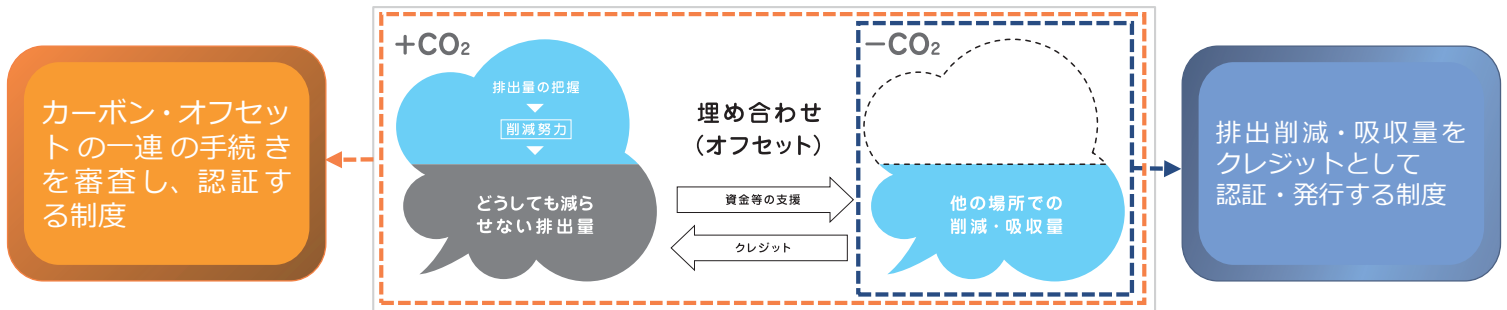 カーボン・オフセッ
トの一連の手続き
を審査し、認証す
る制度
+CO₂
排出量の把握
削減努力
どうしても減ら
せない排出量
埋め合わせ
(オフセット)
資金等の支援
クレジット
-CO₂
他の場所での
削減・吸収量
排出削減・吸収量を
クレジットとして
認証・発行する制度